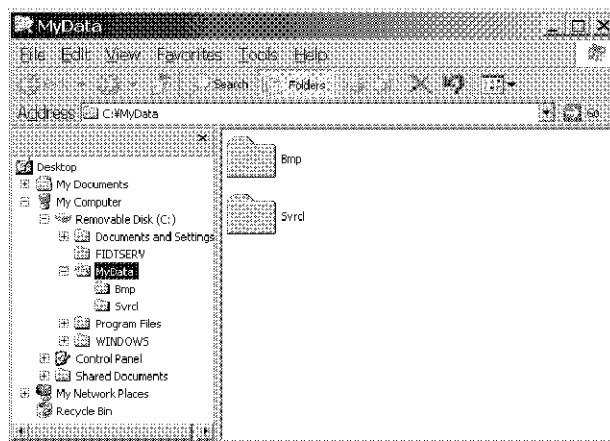 MyData
File Edit View Favorites Tools Help
Back Search Folders
Address C:¥MyData Go
Desktop
My Documents
My Computer
Removable Disk (C:)
Documents and Settings
FIDTSERV
MyData
Bmp
Svrcl
Program Files
WINDOWS
Control Panel
Shared Documents
My Network Places
Recycle Bin
Bmp
Svrcl